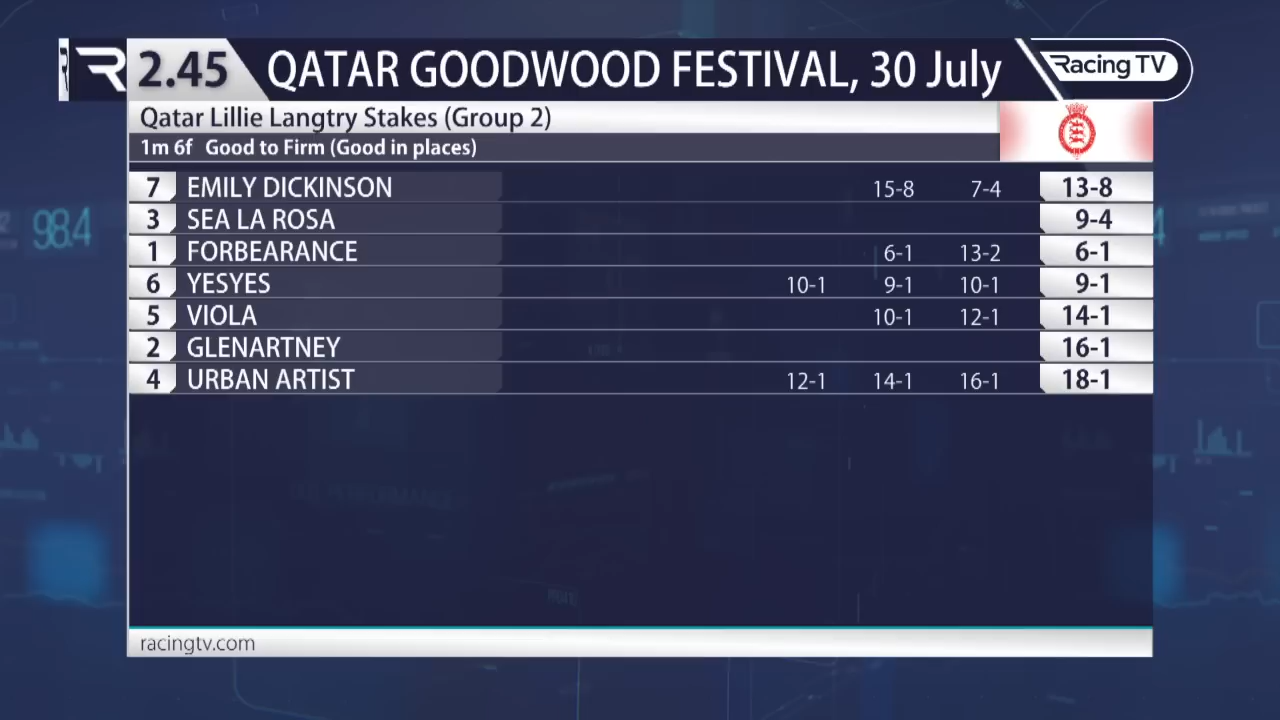 2.45 QATAR GOODWOOD FESTIVAL, 30 July Racing TV
Qatar Lillie Langtry Stakes (Group 2)
1m 6f Good to Firm (Good in places)
7 EMILY DICKINSON 15-8 7-4 13-8
3 SEA LA ROSA 9-4
1 FORBEARANCE 6-1 13-2 6-1
6 YESYES 10-1 9-1 10-1 9-1
5 VIOLA 10-1 12-1 14-1
2 GLENARTNEY 16-1
4 URBAN ARTIST 12-1 14-1 16-1 18-1
98.4
racingtv.com